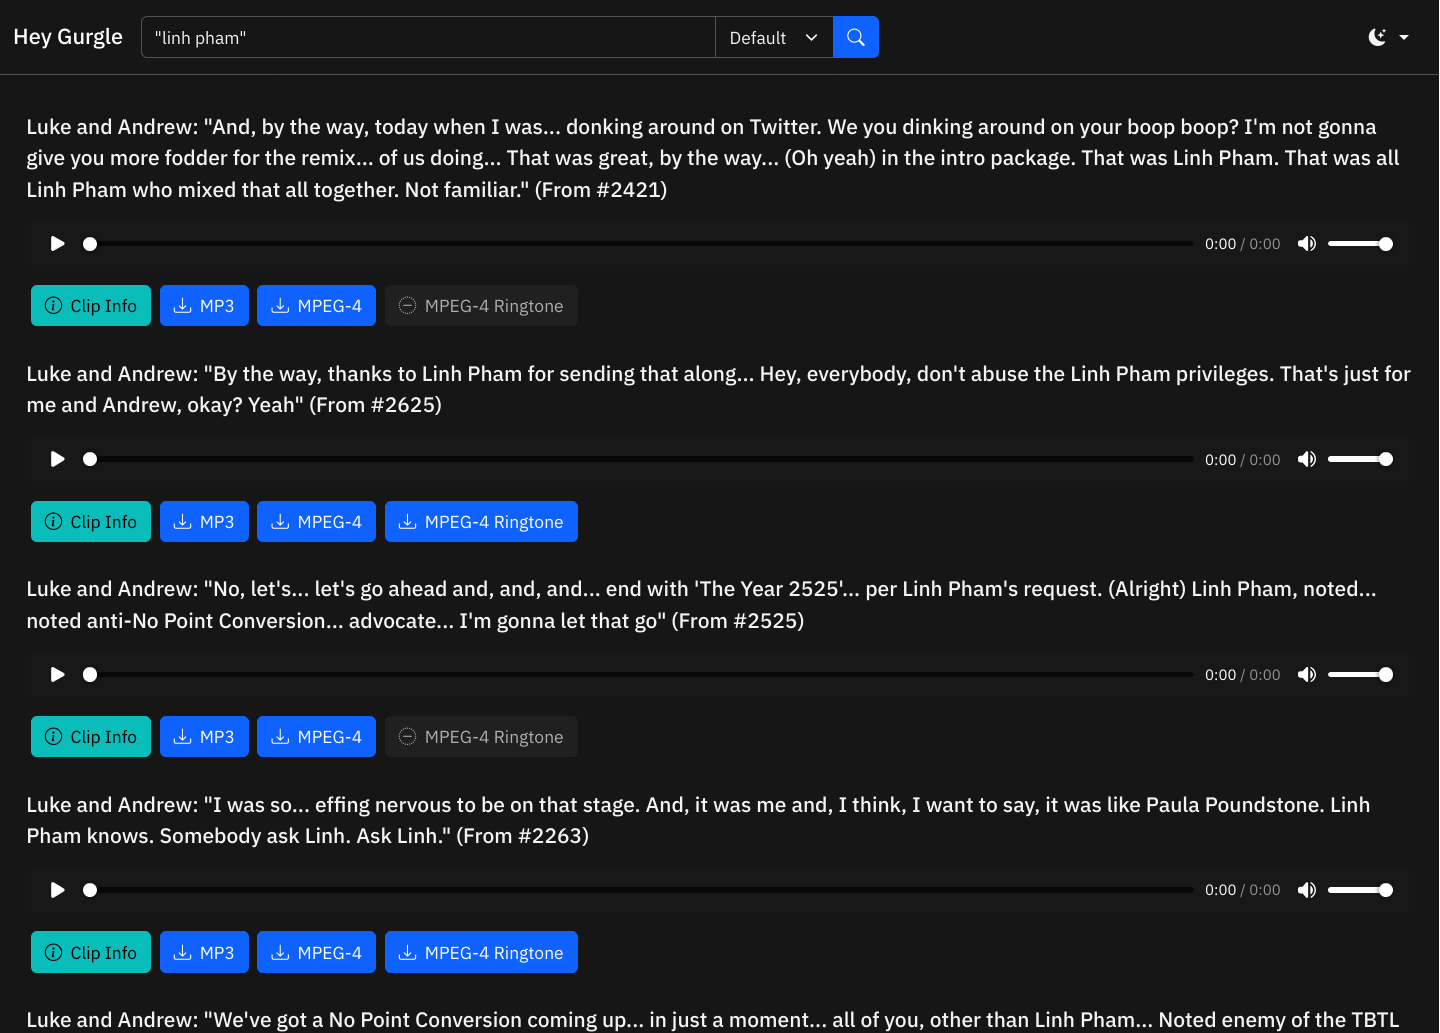 Hey Gurgle
"linh pham"
Default
Luke and Andrew: "And, by the way, today when I was... donking around on Twitter. We you dinking around on your boop boop? I'm not gonna
give you more fodder for the remix... of us doing... That was great, by the way... (Oh yeah) in the intro package. That was Linh Pham. That was all
Linh Pham who mixed that all together. Not familiar." (From #2421)
0:00 / 0:00
Clip Info
MP3
MPEG-4
MPEG-4 Ringtone
Luke and Andrew: "By the way, thanks to Linh Pham for sending that along... Hey, everybody, don't abuse the Linh Pham privileges. That's just for
me and Andrew, okay? Yeah" (From #2625)
0:00 / 0:00
Clip Info
MP3
MPEG-4
MPEG-4 Ringtone
Luke and Andrew: "No, let's... let's go ahead and, and, and... end with 'The Year 2525'... per Linh Pham's request. (Alright) Linh Pham, noted...
noted anti-No Point Conversion... advocate... I'm gonna let that go" (From #2525)
0:00 / 0:00
Clip Info
MP3
MPEG-4
MPEG-4 Ringtone
Luke and Andrew: "I was so... effing nervous to be on that stage. And, it was me and, I think, I want to say, it was like Paula Poundstone. Linh
Pham knows. Somebody ask Linh. Ask Linh." (From #2263)
0:00 / 0:00
Clip Info
MP3
MPEG-4
MPEG-4 Ringtone
Luke and Andrew: "We've got a No Point Conversion coming up... in just a moment... all of you, other than Linh Pham... Noted enemy of the TBTL